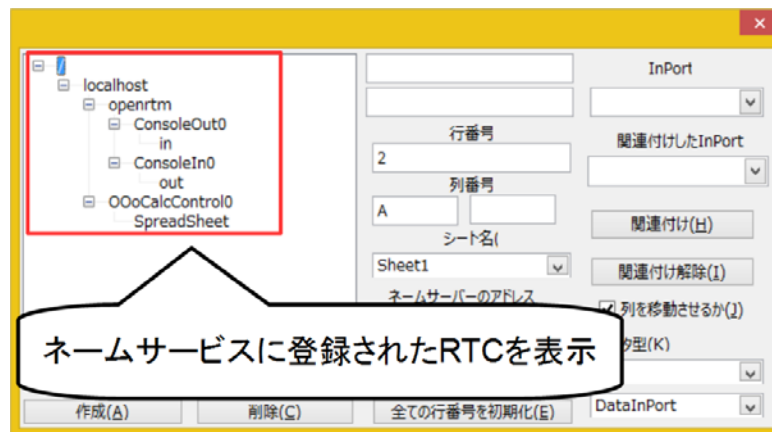 /
localhost
openrtm
ConsoleOut0
in
ConsoleIn0
out
OOoCalcControl0
SpreadSheet
行番号
2
列番号
A
シート名(
Sheet1
ネームサーバーのアドレス
InPort
関連付けしたInPort
関連付け(H)
関連付け解除(I)
列を移動させるか(J)
タ型(K)
DataInPort
ネームサービスに登録されたRTCを表示
作成(A)
削除(C)
全ての行番号を初期化(E)